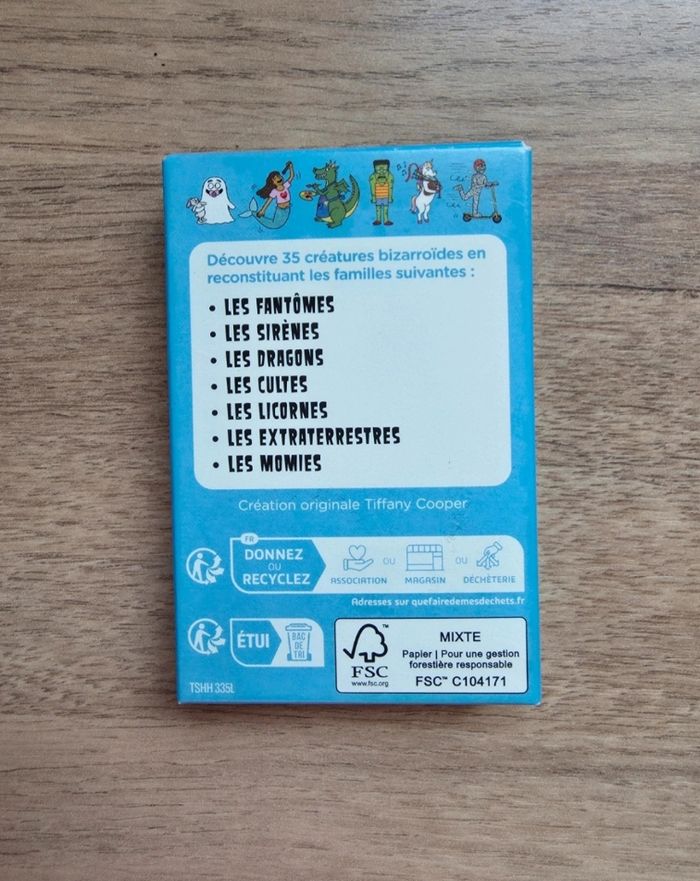 Découvre 35 créatures bizarroïdes en
reconstituant les familles suivantes :
• LES FANTÔMES
• LES SIRÈNES
• LES DRAGONS
• LES CULTES
• LES LICORNES
• LES EXTRATERRESTRES
• LES MOMIES
Création originale Tiffany Cooper
FR
DONNEZ
OU
RECYCLEZ
ASSOCIATION
OU
MAGASIN
OU
DÉCHÈTERIE
Adresses sur quefairedemesdechets.fr
ÉTUI
BAC
DE
TRI
FSC
www.fsc.org
MIXTE
Papier | Pour une gestion
forestière responsable
FSC™ C104171
TSHH 335L